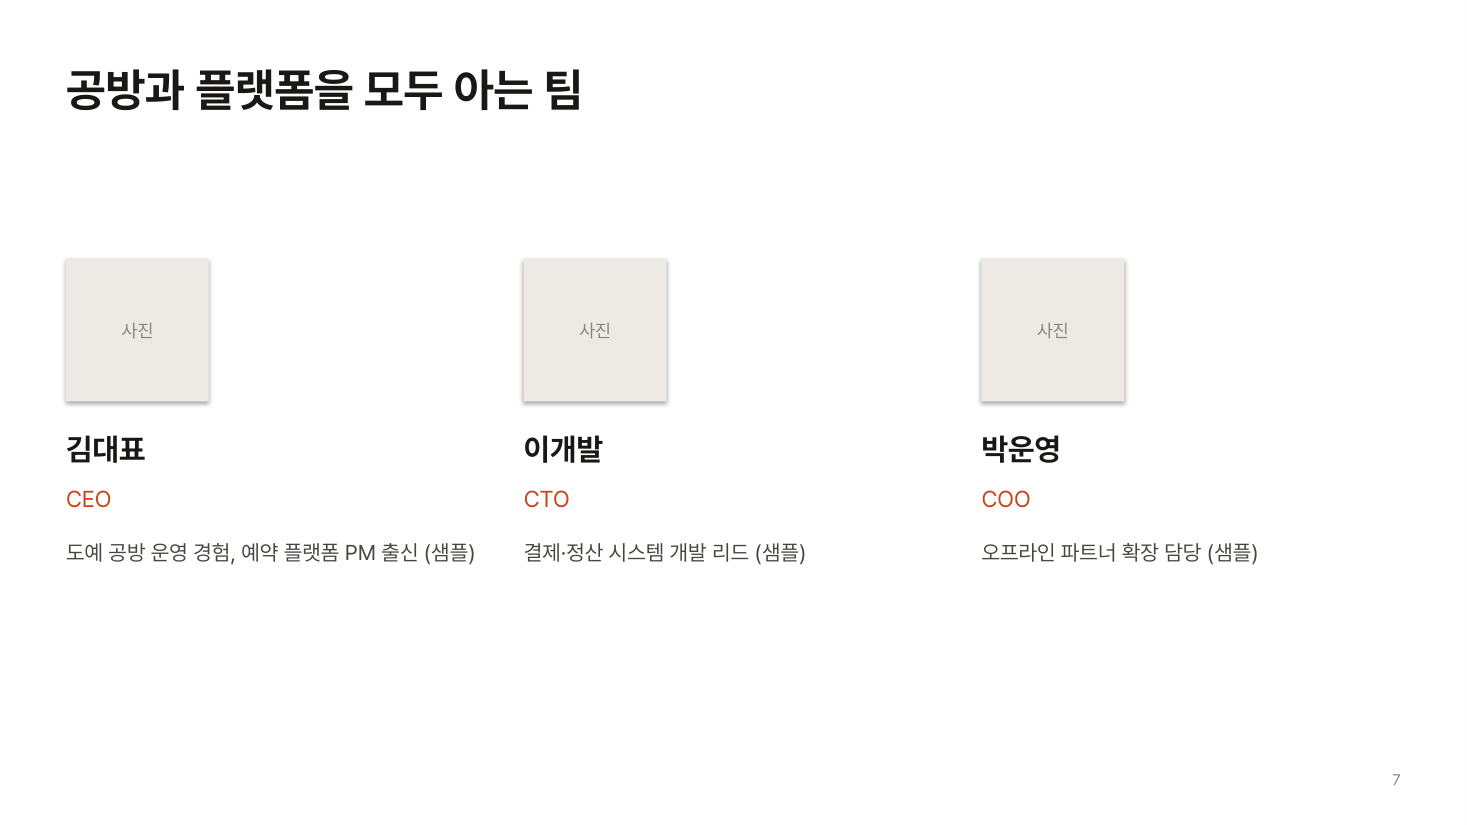 공방과 플랫폼을 모두 아는 팀
사진
사진
사진
김대표
이개발
박운영
CEO
CTO
COO
도예 공방 운영 경험, 예약 플랫폼 PM 출신 (샘플)
결제·정산 시스템 개발 리드 (샘플)
오프라인 파트너 확장 담당 (샘플)
7